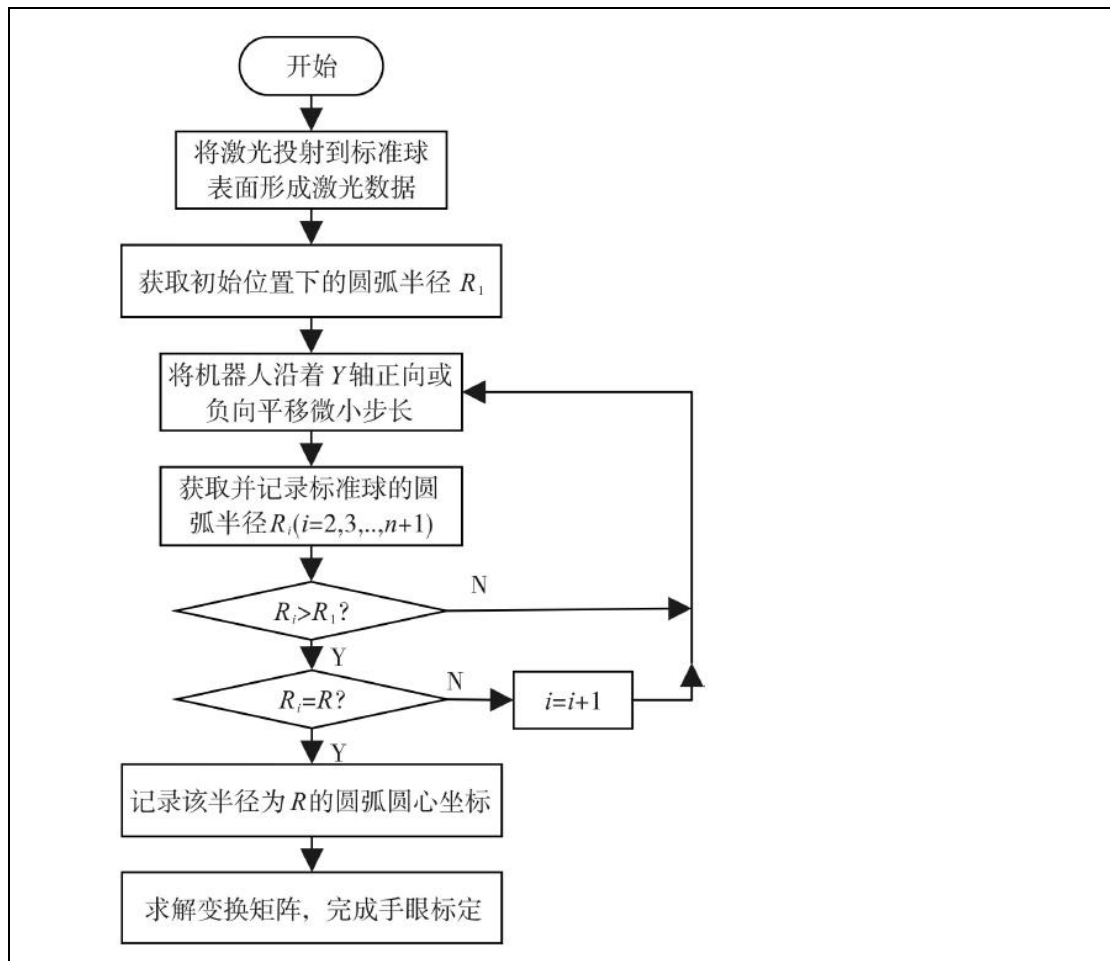 开始
将激光投射到标准球
表面形成激光数据
获取初始位置下的圆弧半径 R₁
将机器人沿着 Y 轴正向或
负向平移微小步长
获取并记录标准球的圆
弧半径Rᵢ(i=2,3,..,n+1)
Rᵢ>R₁?
N
Y
Rᵢ=R?
N
i=i+1
Y
记录该半径为R的圆弧圆心坐标
求解变换矩阵，完成手眼标定